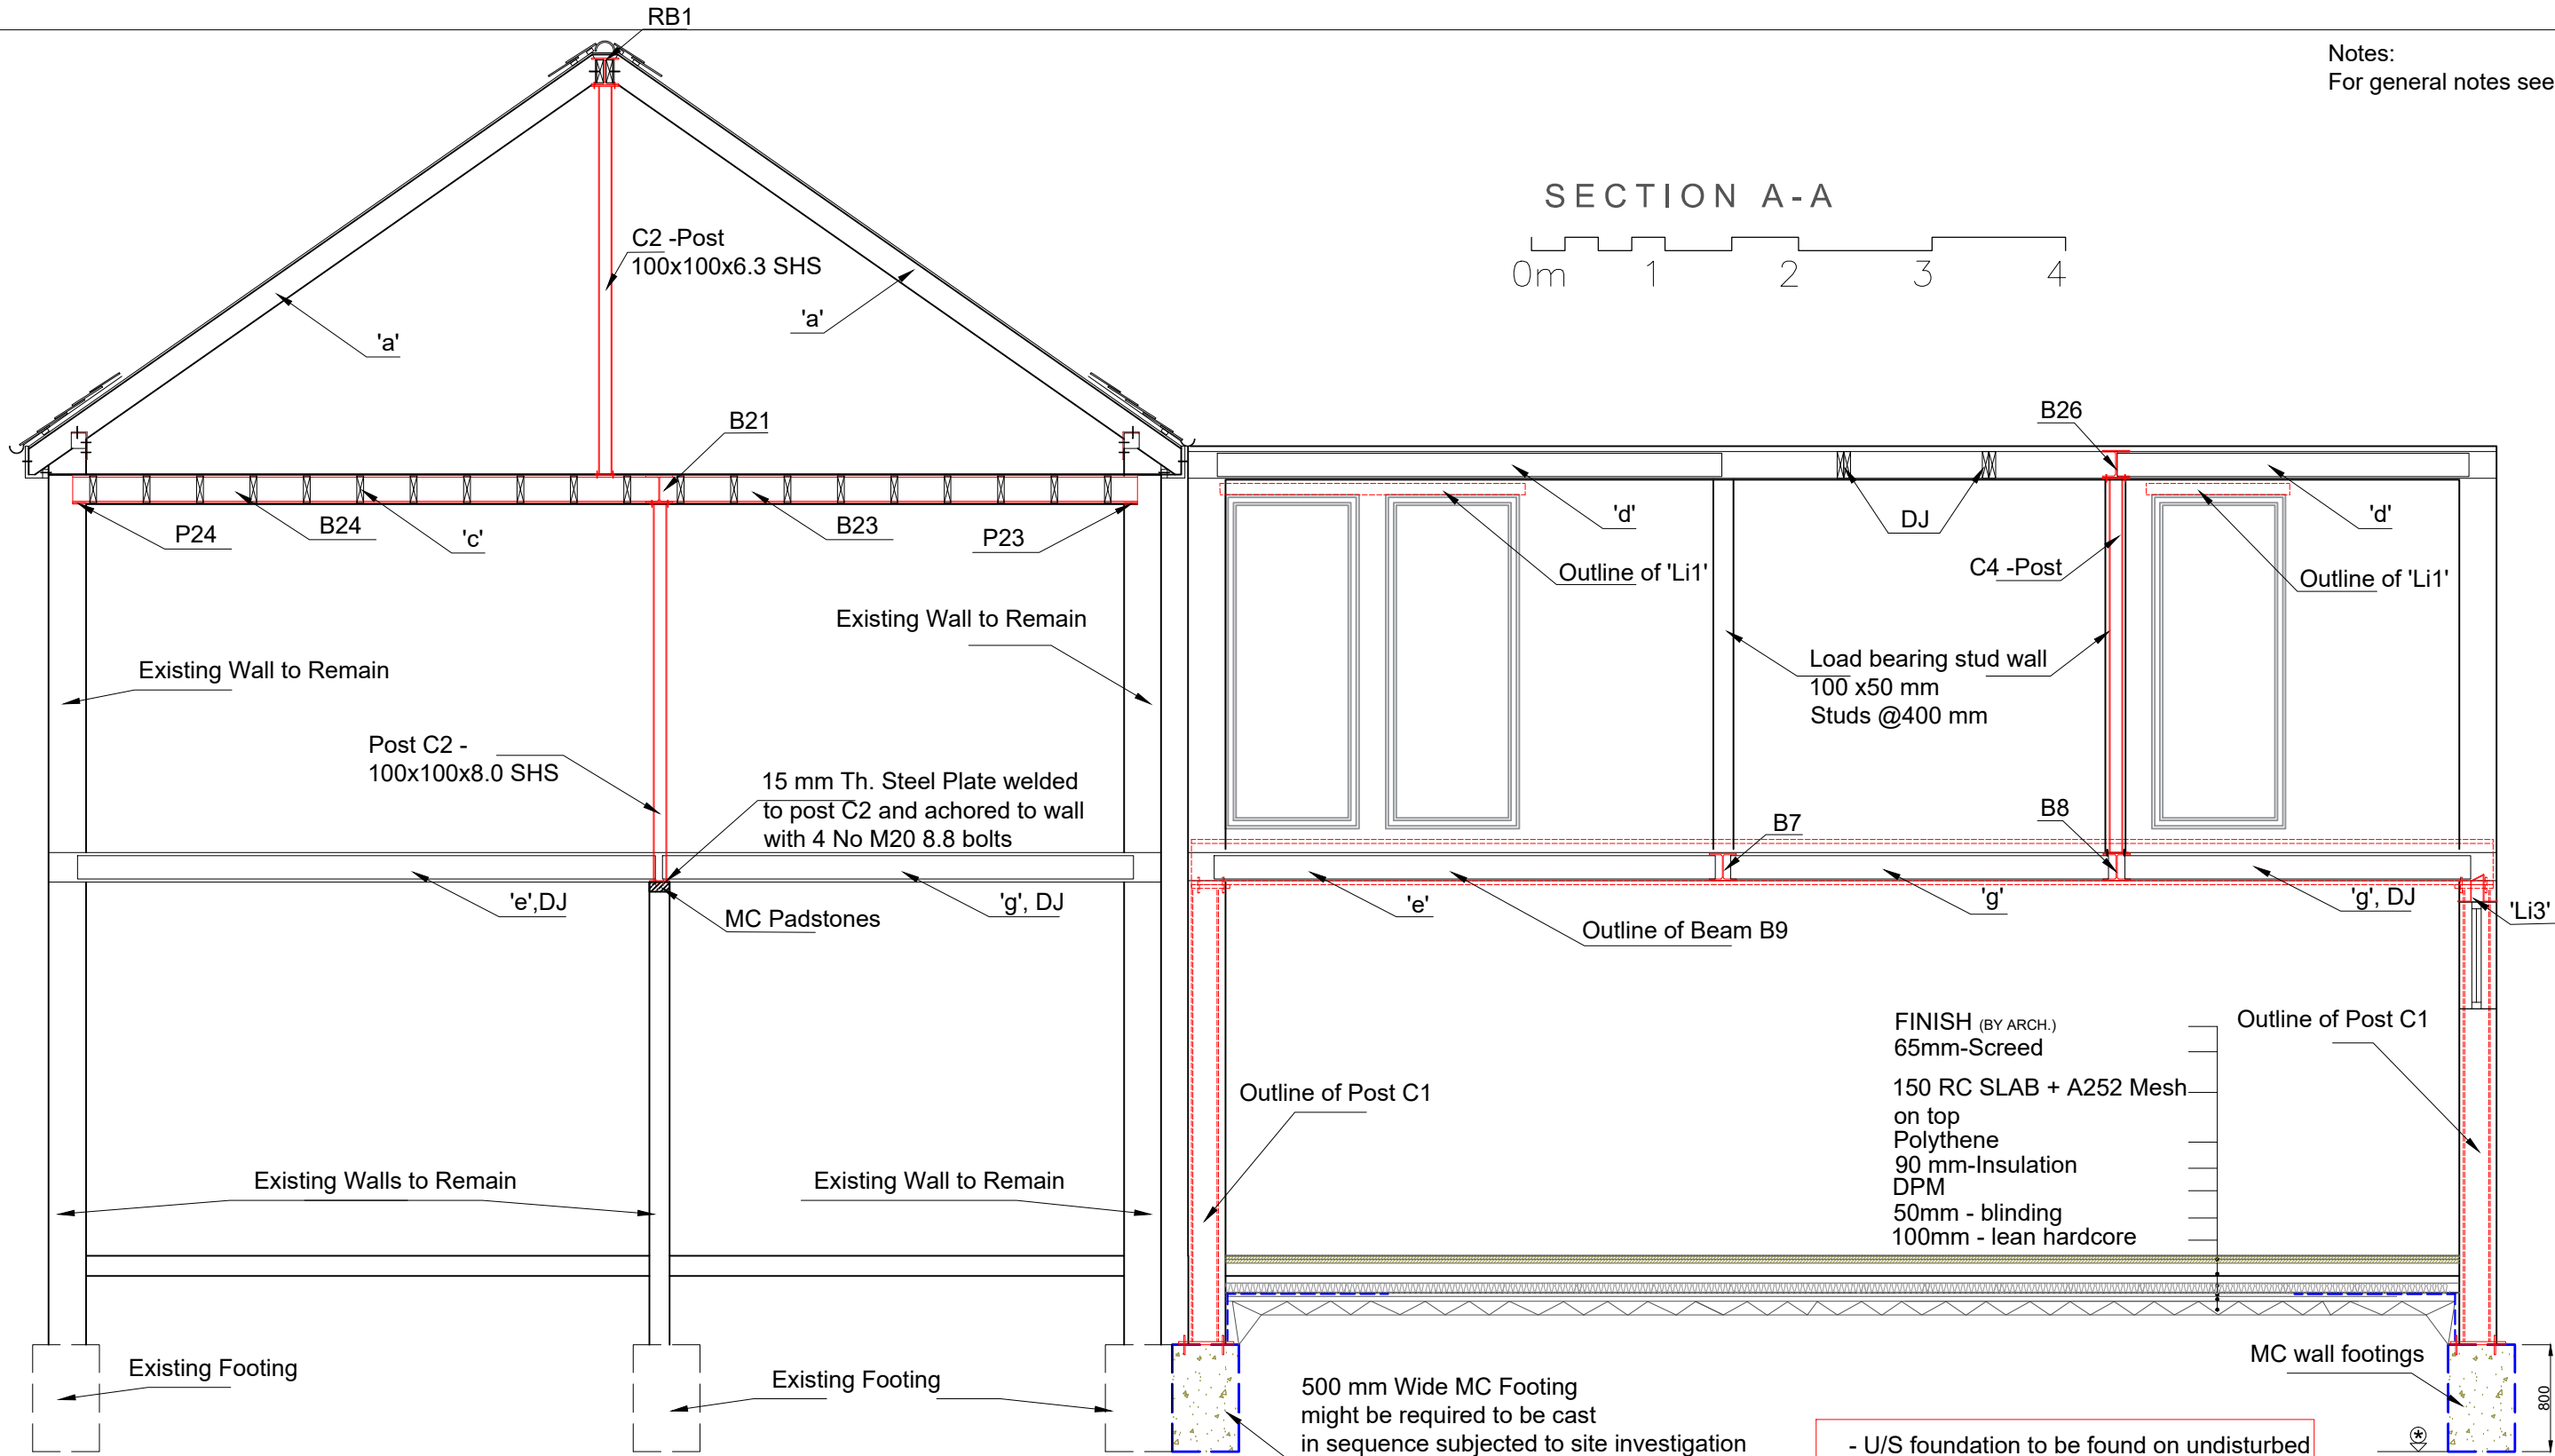 RB1
Notes:
For general notes see
SECTION A-A
0m 1 2 3 4
C2 -Post
100x100x6.3 SHS
'a'
'a'
B21
B26
P24
B24
'c'
B23
P23
'd'
DJ
'd'
Outline of 'Li1'
C4 -Post
Outline of 'Li1'
Existing Wall to Remain
Existing Wall to Remain
Load bearing stud wall
100 x50 mm
Studs @400 mm
Post C2 -
100x100x8.0 SHS
15 mm Th. Steel Plate welded
to post C2 and achored to wall
with 4 No M20 8.8 bolts
B7
B8
'e',DJ
MC Padstones
'g', DJ
'e'
Outline of Beam B9
'g'
'g', DJ
'Li3'
FINISH (BY ARCH.)
65mm-Screed
150 RC SLAB + A252 Mesh
on top
Polythene
90 mm-Insulation
DPM
50mm - blinding
100mm - lean hardcore
Outline of Post C1
Outline of Post C1
Existing Walls to Remain
Existing Wall to Remain
Existing Footing
Existing Footing
500 mm Wide MC Footing
might be required to be cast
in sequence subjected to site investigation
MC wall footings
800
- U/S foundation to be found on undisturbed